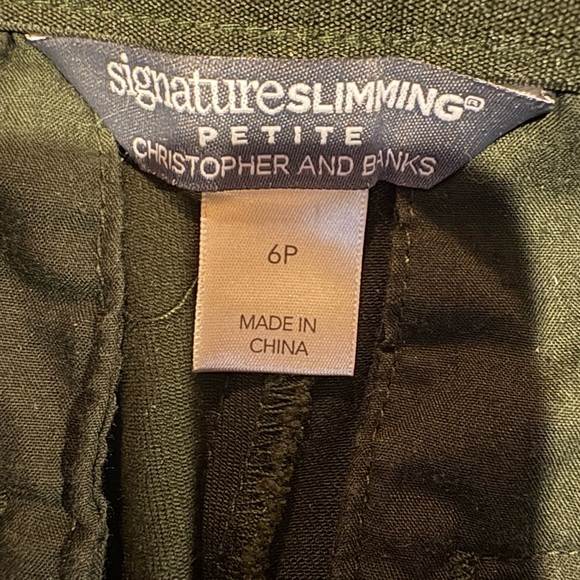 signatureSLIMMING®
PETITE
CHRISTOPHER AND BANKS
6P
MADE IN
CHINA